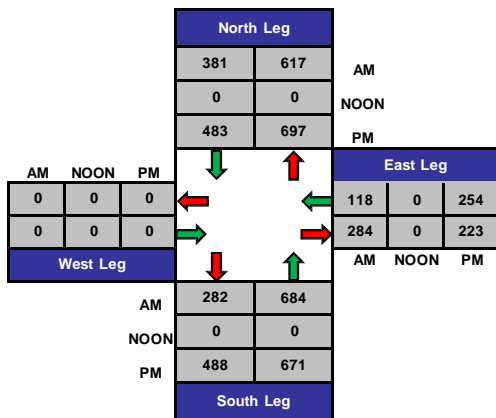 North Leg
381 617
AM
0 0
NOON
483 697
PM
AM NOON PM
East Leg
0 0 0
118 0 254
0 0 0
284 0 223
West Leg
AM NOON PM
282 684
AM
0 0
NOON
488 671
PM
South Leg